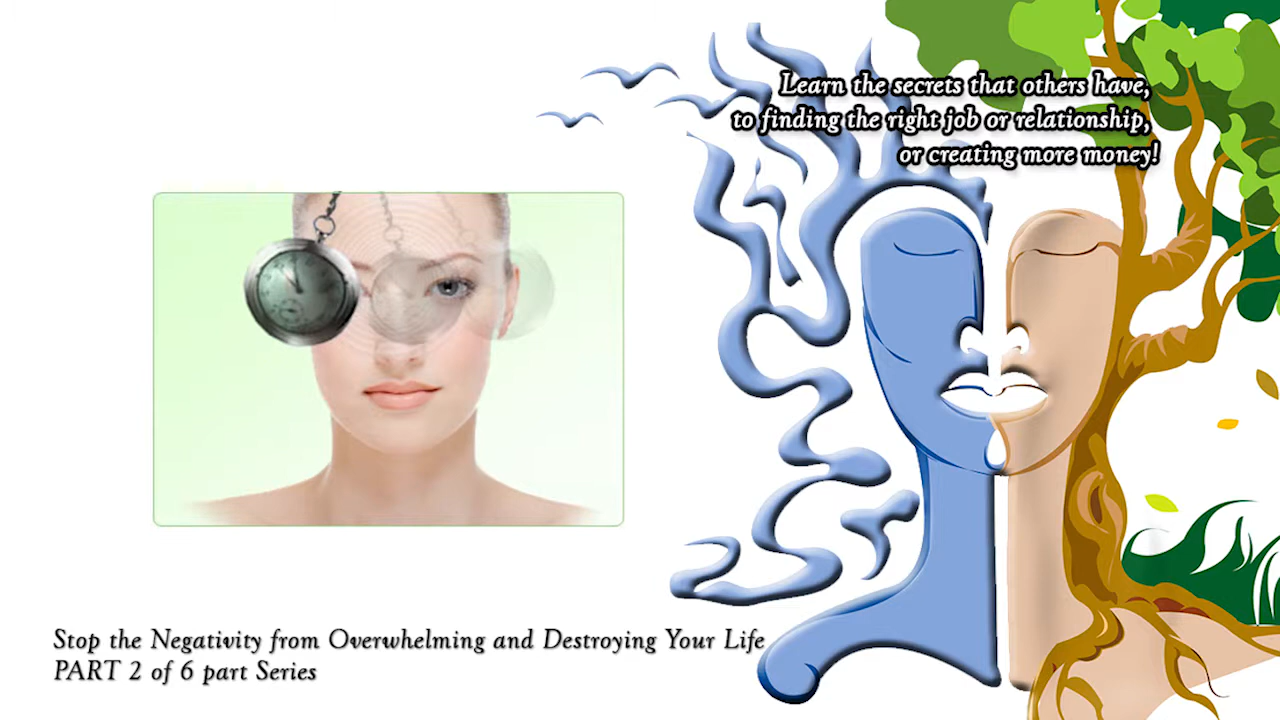 Learn the secrets that others have,
to finding the right job or relationship,
or creating more money!
Stop the Negativity from Overwhelming and Destroying Your Life
PART 2 of 6 part Series